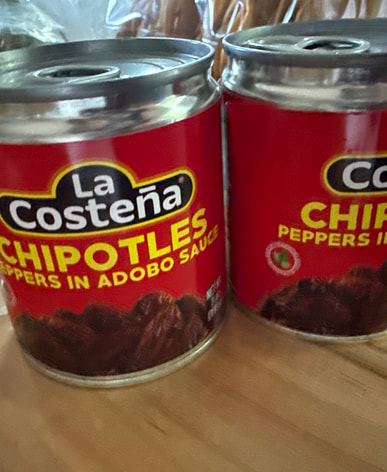 La
Costeña®
CHIPOTLES
PEPPERS IN ADOBO SAUCE
Co
CHIP
PEPPERS I